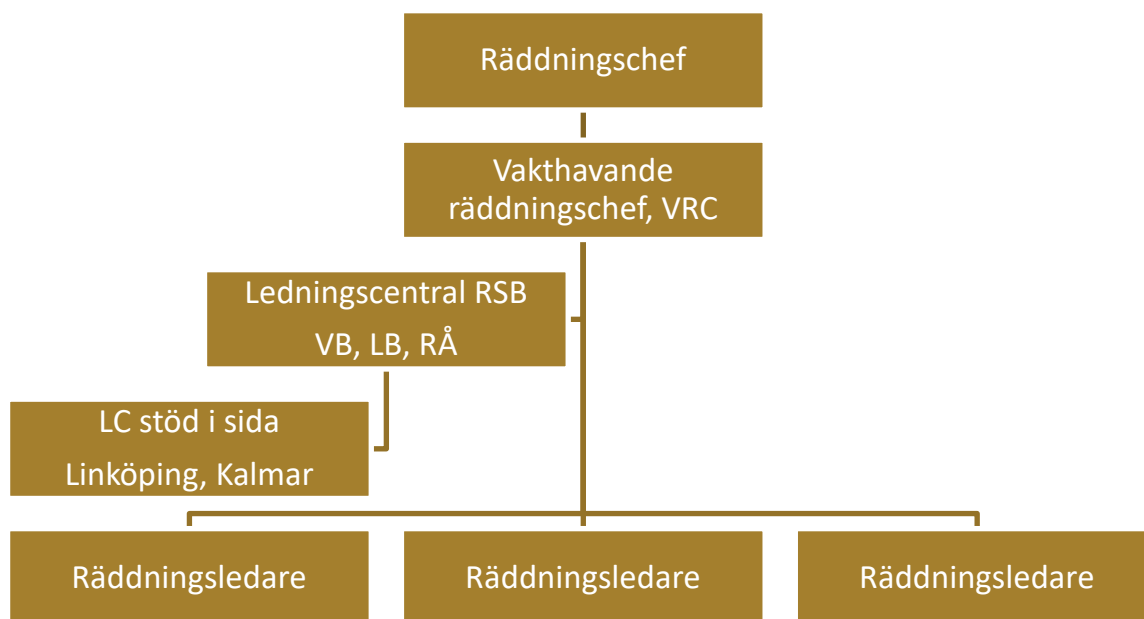 Räddningschef
Vakthavande
räddningschef, VRC
Ledningscentral RSB
VB, LB, RÅ
LC stöd i sida
Linköping, Kalmar
Räddningsledare
Räddningsledare
Räddningsledare